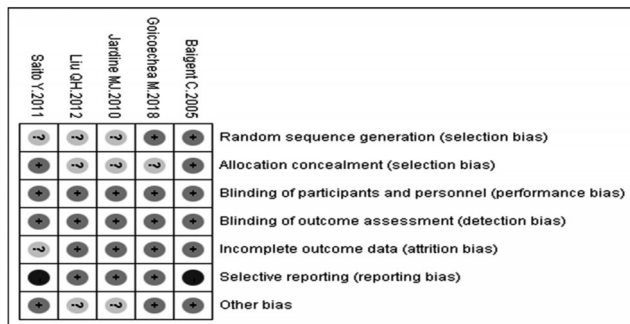 Saito Y.2011
Liu QH.2012
Jardine MJ.2010
Goicoechea M.2018
Baigent C.2005
? ? ? + + Random sequence generation (selection bias)
+ ? ? ? + Allocation concealment (selection bias)
+ + + + + Blinding of participants and personnel (performance bias)
+ + + + + Blinding of outcome assessment (detection bias)
? + + + + Incomplete outcome data (attrition bias)
+ + + Selective reporting (reporting bias)
+ ? ? + + Other bias